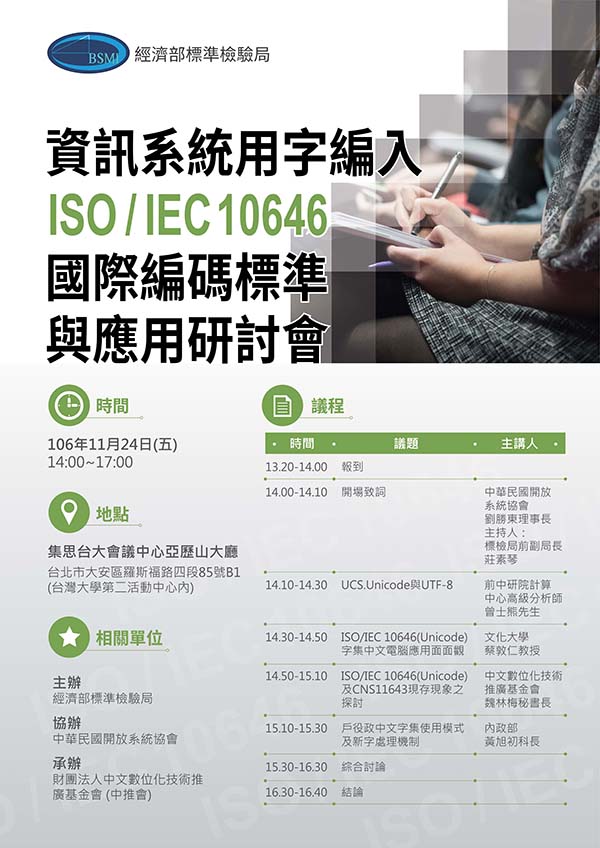 BSMI 經濟部標準檢驗局
資訊系統用字編入
ISO / IEC 10646
國際編碼標準
與應用研討會
時間
106年11月24日(五)
14:00~17:00
地點
集思台大會議中心亞歷山大廳
台北市大安區羅斯福路四段85號B1
(台灣大學第二活動中心內)
相關單位
主辦
經濟部標準檢驗局
協辦
中華民國開放系統協會
承辦
財團法人中文數位化技術推
廣基金會 (中推會)
議程
• 時間 • 議題 • 主講人 •
13.20-14.00 報到
14.00-14.10 開場致詞 中華民國開放
系統協會
劉勝東理事長
主持人：
標檢局前副局長
莊素琴
14.10-14.30 UCS.Unicode與UTF-8 前中研院計算
中心高級分析師
曾士熊先生
14.30-14.50 ISO/IEC 10646(Unicode) 文化大學
字集中文電腦應用面面觀 蔡敦仁教授
14.50-15.10 ISO/IEC 10646(Unicode) 中文數位化技術
及CNS11643現存現象之 推廣基金會
探討 魏林梅秘書長
15.10-15.30 戶役政中文字集使用模式 內政部
及新字處理機制 黃旭初科長
15.30-16.30 綜合討論
16.30-16.40 結論